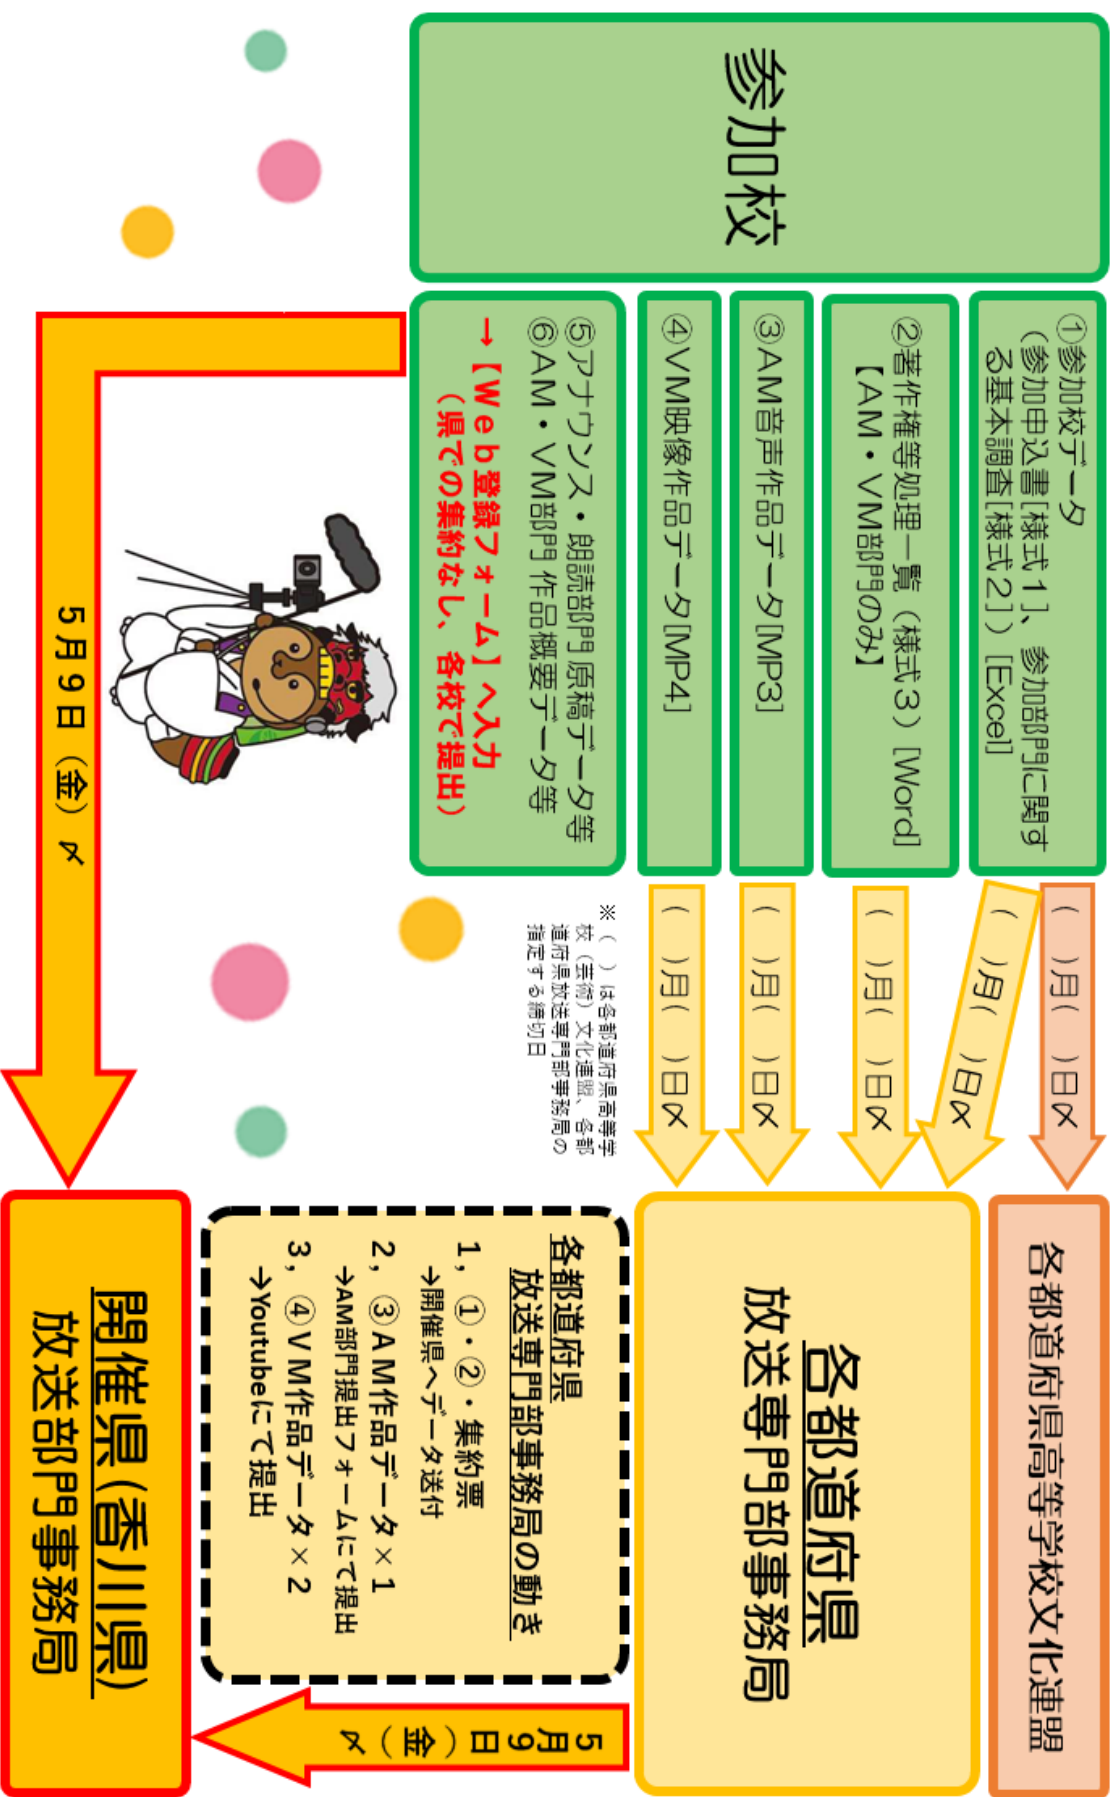 参加校
①参加校データ
（参加申込書[様式１]、参加部門に関す
る基本調査[様式２]）[Excel]
②著作権等処理一覧（様式３）[Word]
【ＡＭ・ＶＭ部門のみ】
③ＡＭ音声作品データ[MP3]
④ＶＭ映像作品データ[MP4]
⑤アナウンス・朗読部門 原稿データ等
⑥ＡＭ・ＶＭ部門 作品概要データ等
→【Ｗｅｂ登録フォーム】へ入力
（県での集約なし、各校で提出）
（　）月（　）日〆
（　）月（　）日〆
（　）月（　）日〆
（　）月（　）日〆
（　）月（　）日〆
※（　）は各都道府県高等学
校（芸術）文化連盟、各都
道府県放送専門部事務局の
指定する締切日
５月９日（金）〆
各都道府県高等学校文化連盟
各都道府県
放送専門部事務局
各都道府県
放送専門部事務局の動き
1，①・②・集約票
→開催県へデータ送付
2，③ＡＭ作品データ×１
→AM部門提出フォームにて提出
3，④ＶＭ作品データ×２
→Youtubeにて提出
５月９日（金）〆
開催県（香川県）
放送部門事務局